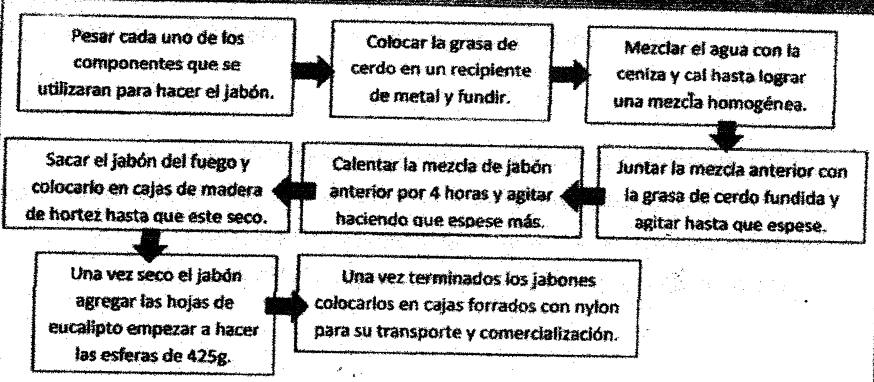 Pesar cada uno de los
componentes que se
utilizaran para hacer el jabón.
Colocar la grasa de
cerdo en un recipiente
de metal y fundir.
Mezclar el agua con la
ceniza y cal hasta lograr
una mezcla homogénea.
Juntar la mezcla anterior con
la grasa de cerdo fundida y
agitar hasta que espese.
Calentar la mezcla de jabón
anterior por 4 horas y agitar
haciendo que espese más.
Sacar el jabón del fuego y
colocarlo en cajas de madera
de hortez hasta que este seco.
Una vez seco el jabón
agregar las hojas de
eucalipto empezar a hacer
las esferas de 425g.
Una vez terminados los jabones
colocarlos en cajas forrados con nylon
para su transporte y comercialización.